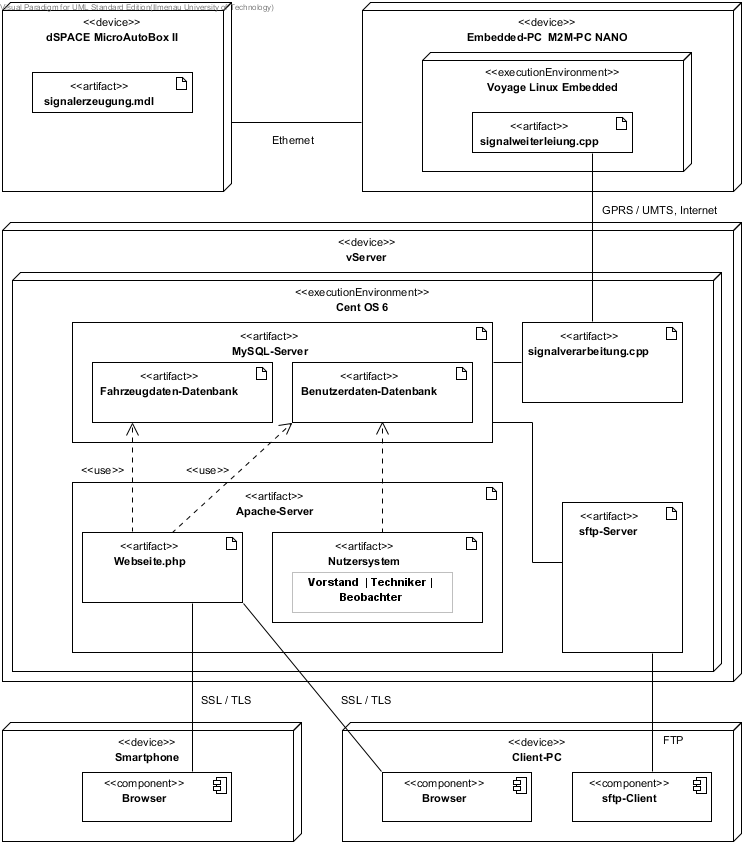 Visual Paradigm for UML Standard Edition(Ilmenau University of Technology)
<<device>>
dSPACE MicroAutoBox II
<<artifact>>
signalerzeugung.mdl
Ethernet
<<device>>
Embedded-PC M2M-PC NANO
<<executionEnvironment>>
Voyage Linux Embedded
<<artifact>>
signalweiterleiung.cpp
GPRS / UMTS, Internet
<<device>>
vServer
<<executionEnvironment>>
Cent OS 6
<<artifact>>
MySQL-Server
<<artifact>>
Fahrzeugdaten-Datenbank
<<artifact>>
Benutzerdaten-Datenbank
<<artifact>>
signalverarbeitung.cpp
<<use>>
<<use>>
<<artifact>>
Apache-Server
<<artifact>>
Webseite.php
<<artifact>>
Nutzersystem
Vorstand | Techniker |
Beobachter
<<artifact>>
sftp-Server
SSL / TLS
SSL / TLS
FTP
<<device>>
Smartphone
<<component>>
Browser
<<device>>
Client-PC
<<component>>
Browser
<<component>>
sftp-Client